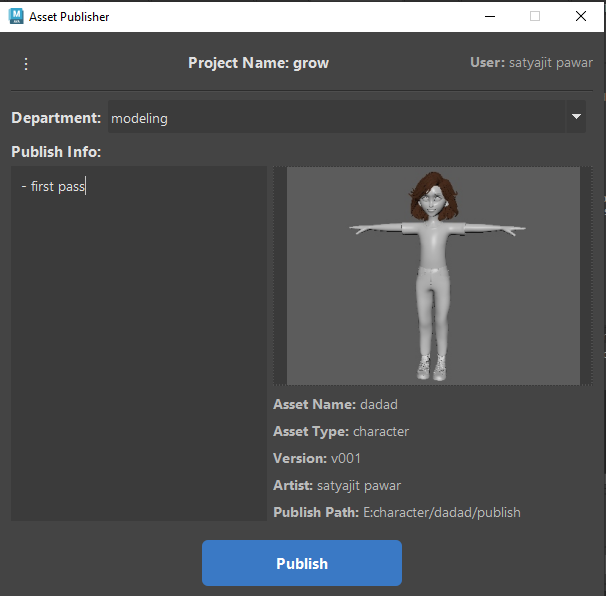 Asset Publisher
Project Name: grow
User: satyajit pawar
Department: modeling
Publish Info:
- first pass
Asset Name: dadad
Asset Type: character
Version: v001
Artist: satyajit pawar
Publish Path: E:character/dadad/publish
Publish